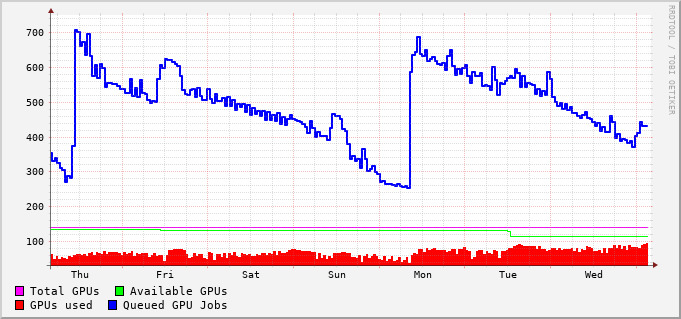 RRDTOOL / TOBI OETIKER
700
600
500
400
300
200
100
Thu Fri Sat Sun Mon Tue Wed
Total GPUs Available GPUs
GPUs used Queued GPU Jobs